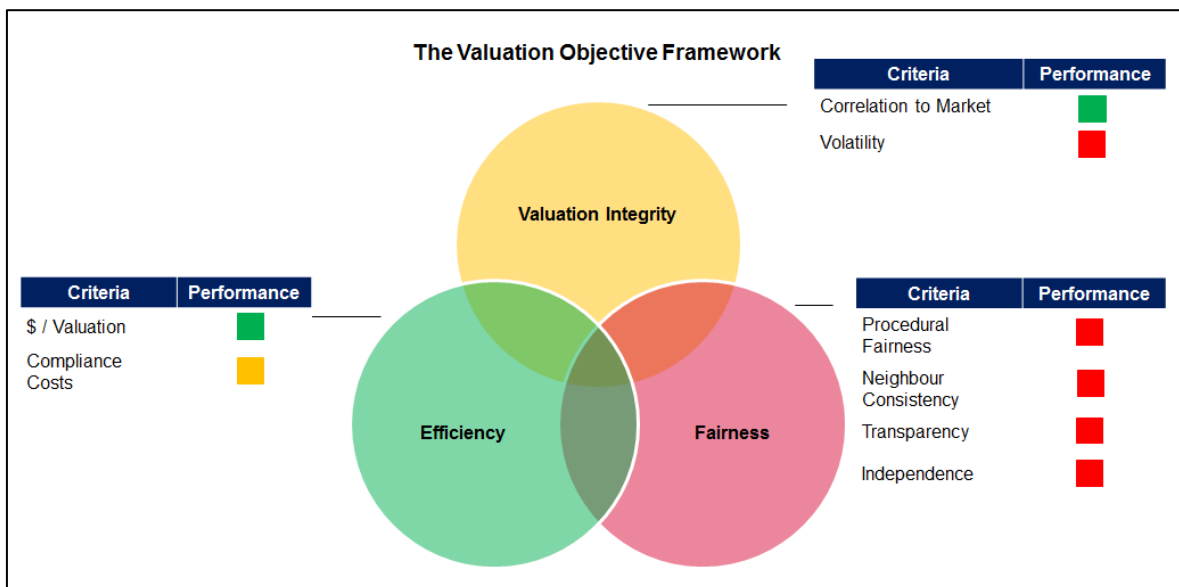 The Valuation Objective Framework
Criteria Performance
Correlation to Market
Volatility
Valuation Integrity
Criteria Performance
$ / Valuation
Compliance
Costs
Efficiency
Fairness
Criteria Performance
Procedural
Fairness
Neighbour
Consistency
Transparency
Independence